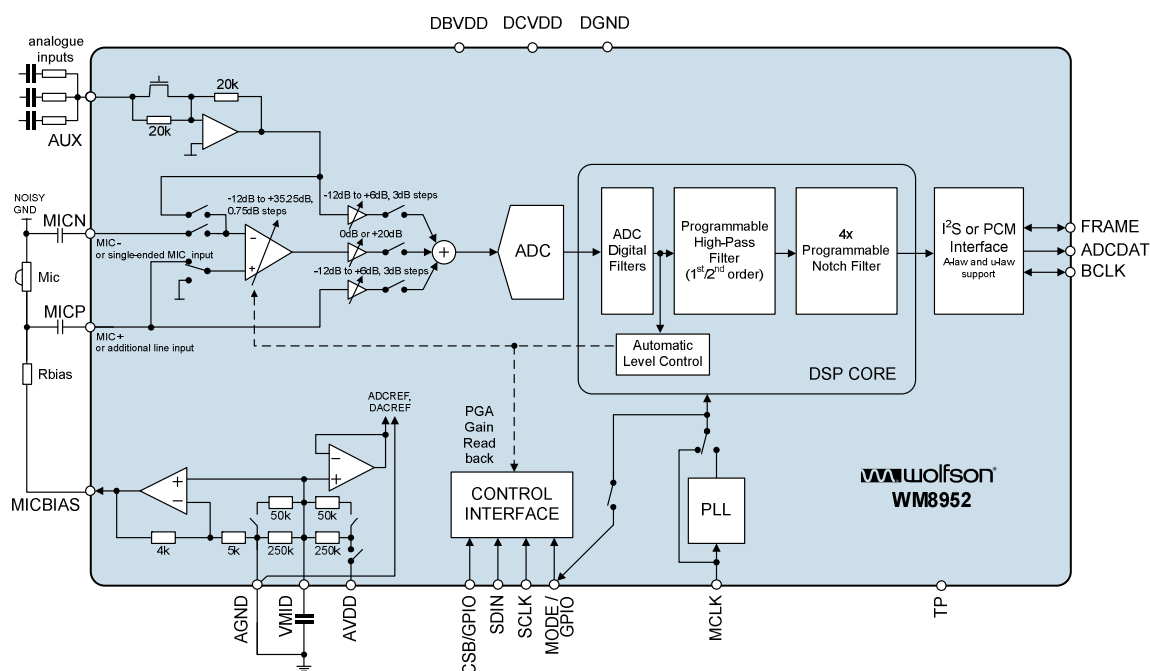 DBVDD DCVDD DGND
analogue
inputs
AUX
20k
20k
NOISY
GND
MICN
MIC-
or single-ended MIC input
-12dB to +35.25dB,
0.75dB steps
-
+
-12dB to +6dB, 3dB steps
0dB or +20dB
-12dB to +6dB, 3dB steps
+
Mic
MICP
MIC+
or additional line input
Rbias
ADC
ADC
Digital
Filters
Programmable
High-Pass
Filter
(1st/2nd order)
4x
Programmable
Notch Filter
Automatic
Level Control
DSP CORE
I2S or PCM
Interface
A-law and u-law
support
FRAME
ADCDAT
BCLK
ADCREF,
DACREF
-
+
+
-
MICBIAS
4k
5k
50k
50k
250k
250k
PGA
Gain
Read
back
CONTROL
INTERFACE
PLL
wolfson
WM8952
AGND
VMID
AVDD
CSB/GPIO
SDIN
SCLK
MODE /
GPIO
MCLK
TP